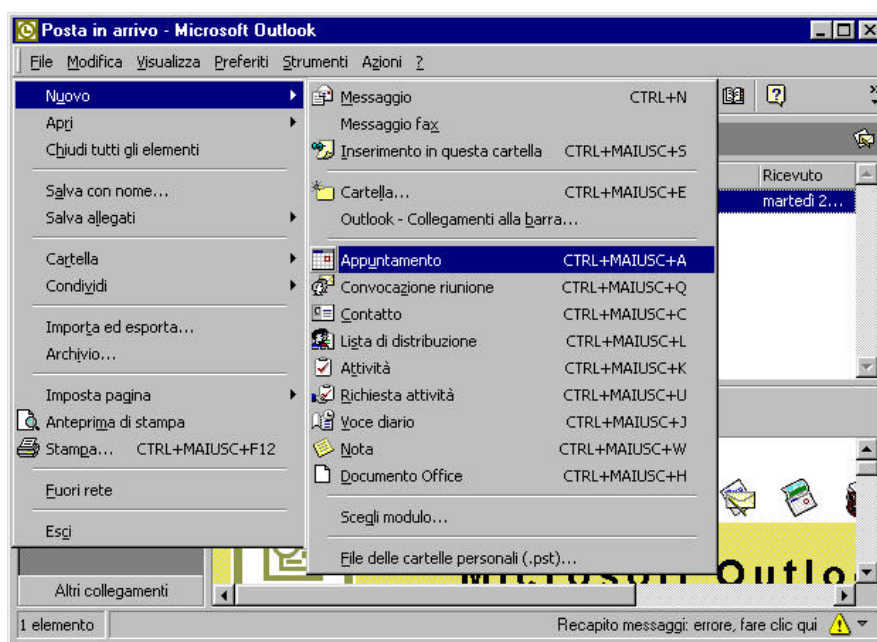 Posta in arrivo - Microsoft Outlook
File Modifica Visualizza Preferiti Strumenti Azioni ?
Nuovo
Apri
Chiudi tutti gli elementi
Salva con nome...
Salva allegati
Cartella
Condividi
Importa ed esporta...
Archivio...
Imposta pagina
Anteprima di stampa
Stampa... CTRL+MAIUSC+F12
Fuori rete
Esci
Messaggio CTRL+N
Messaggio fax
Inserimento in questa cartella CTRL+MAIUSC+S
Cartella... CTRL+MAIUSC+E
Outlook - Collegamenti alla barra...
Appuntamento CTRL+MAIUSC+A
Convocazione riunione CTRL+MAIUSC+Q
Contatto CTRL+MAIUSC+C
Lista di distribuzione CTRL+MAIUSC+L
Attività CTRL+MAIUSC+K
Richiesta attività CTRL+MAIUSC+U
Voce diario CTRL+MAIUSC+J
Nota CTRL+MAIUSC+W
Documento Office CTRL+MAIUSC+H
Scegli modulo...
File delle cartelle personali (.pst)...
Ricevuto
martedì 2...
Microsoft Outlo
Altri collegamenti
1 elemento
Recapito messaggi: errore, fare clic qui